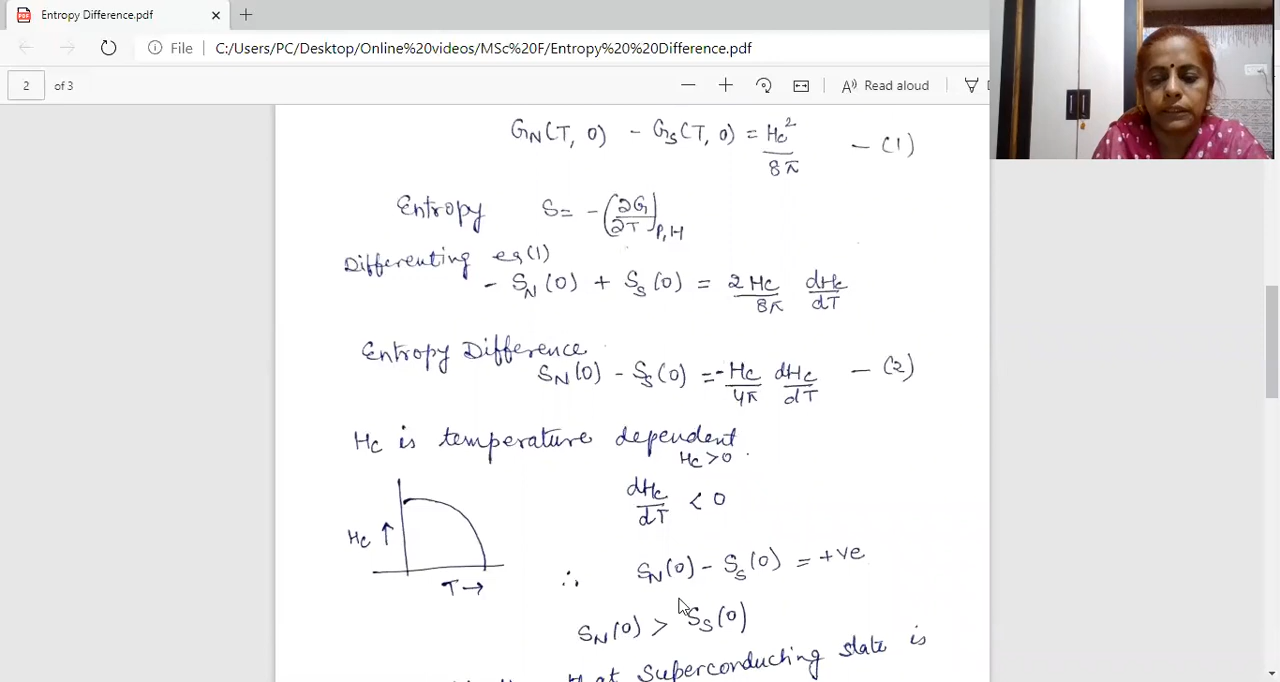 Entropy Difference.pdf
File
C:/Users/PC/Desktop/Online%20videos/MSc%20F/Entropy%20%20Difference.pdf
2 of 3
Read aloud
G_N(T, 0) - G_S(T, 0) = Hc²/8π — (1)
Entropy S = -(∂G/∂T)_P,H
Differenting eq(1)
- S_N(0) + S_S(0) = 2Hc/8π dHc/dT
Entropy Difference
S_N(0) - S_S(0) = -Hc/4π dHc/dT — (2)
Hc is temperature dependent
Hc > 0
dHc/dT < 0
Hc ↑
T →
∴ S_N(0) - S_S(0) = +ve
S_N(0) > S_S(0)
superconducting state is